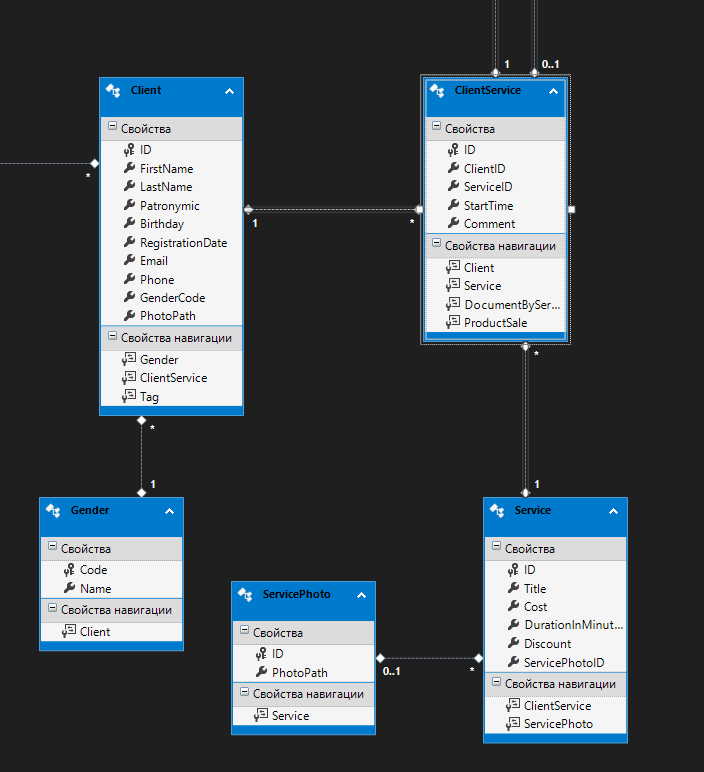 1
0..1
Client
Свойства
ID
FirstName
LastName
Patronymic
Birthday
RegistrationDate
Email
Phone
GenderCode
PhotoPath
Свойства навигации
Gender
ClientService
Tag
*
1
*
ClientService
Свойства
ID
ClientID
ServiceID
StartTime
Comment
Свойства навигации
Client
Service
DocumentBySer...
ProductSale
*
1
*
1
Gender
Свойства
Code
Name
Свойства навигации
Client
ServicePhoto
Свойства
ID
PhotoPath
Свойства навигации
Service
0..1
*
Service
Свойства
ID
Title
Cost
DurationInMinut...
Discount
ServicePhotoID
Свойства навигации
ClientService
ServicePhoto